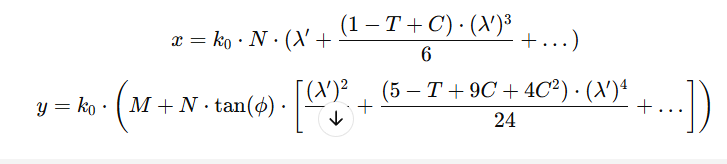 x = k₀ · N · (λ′ + (1 − T + C) · (λ′)³ / 6 + …)
y = k₀ · (M + N · tan(ϕ) · [(λ′)² + (5 − T + 9C + 4C²) · (λ′)⁴ / 24 + …])